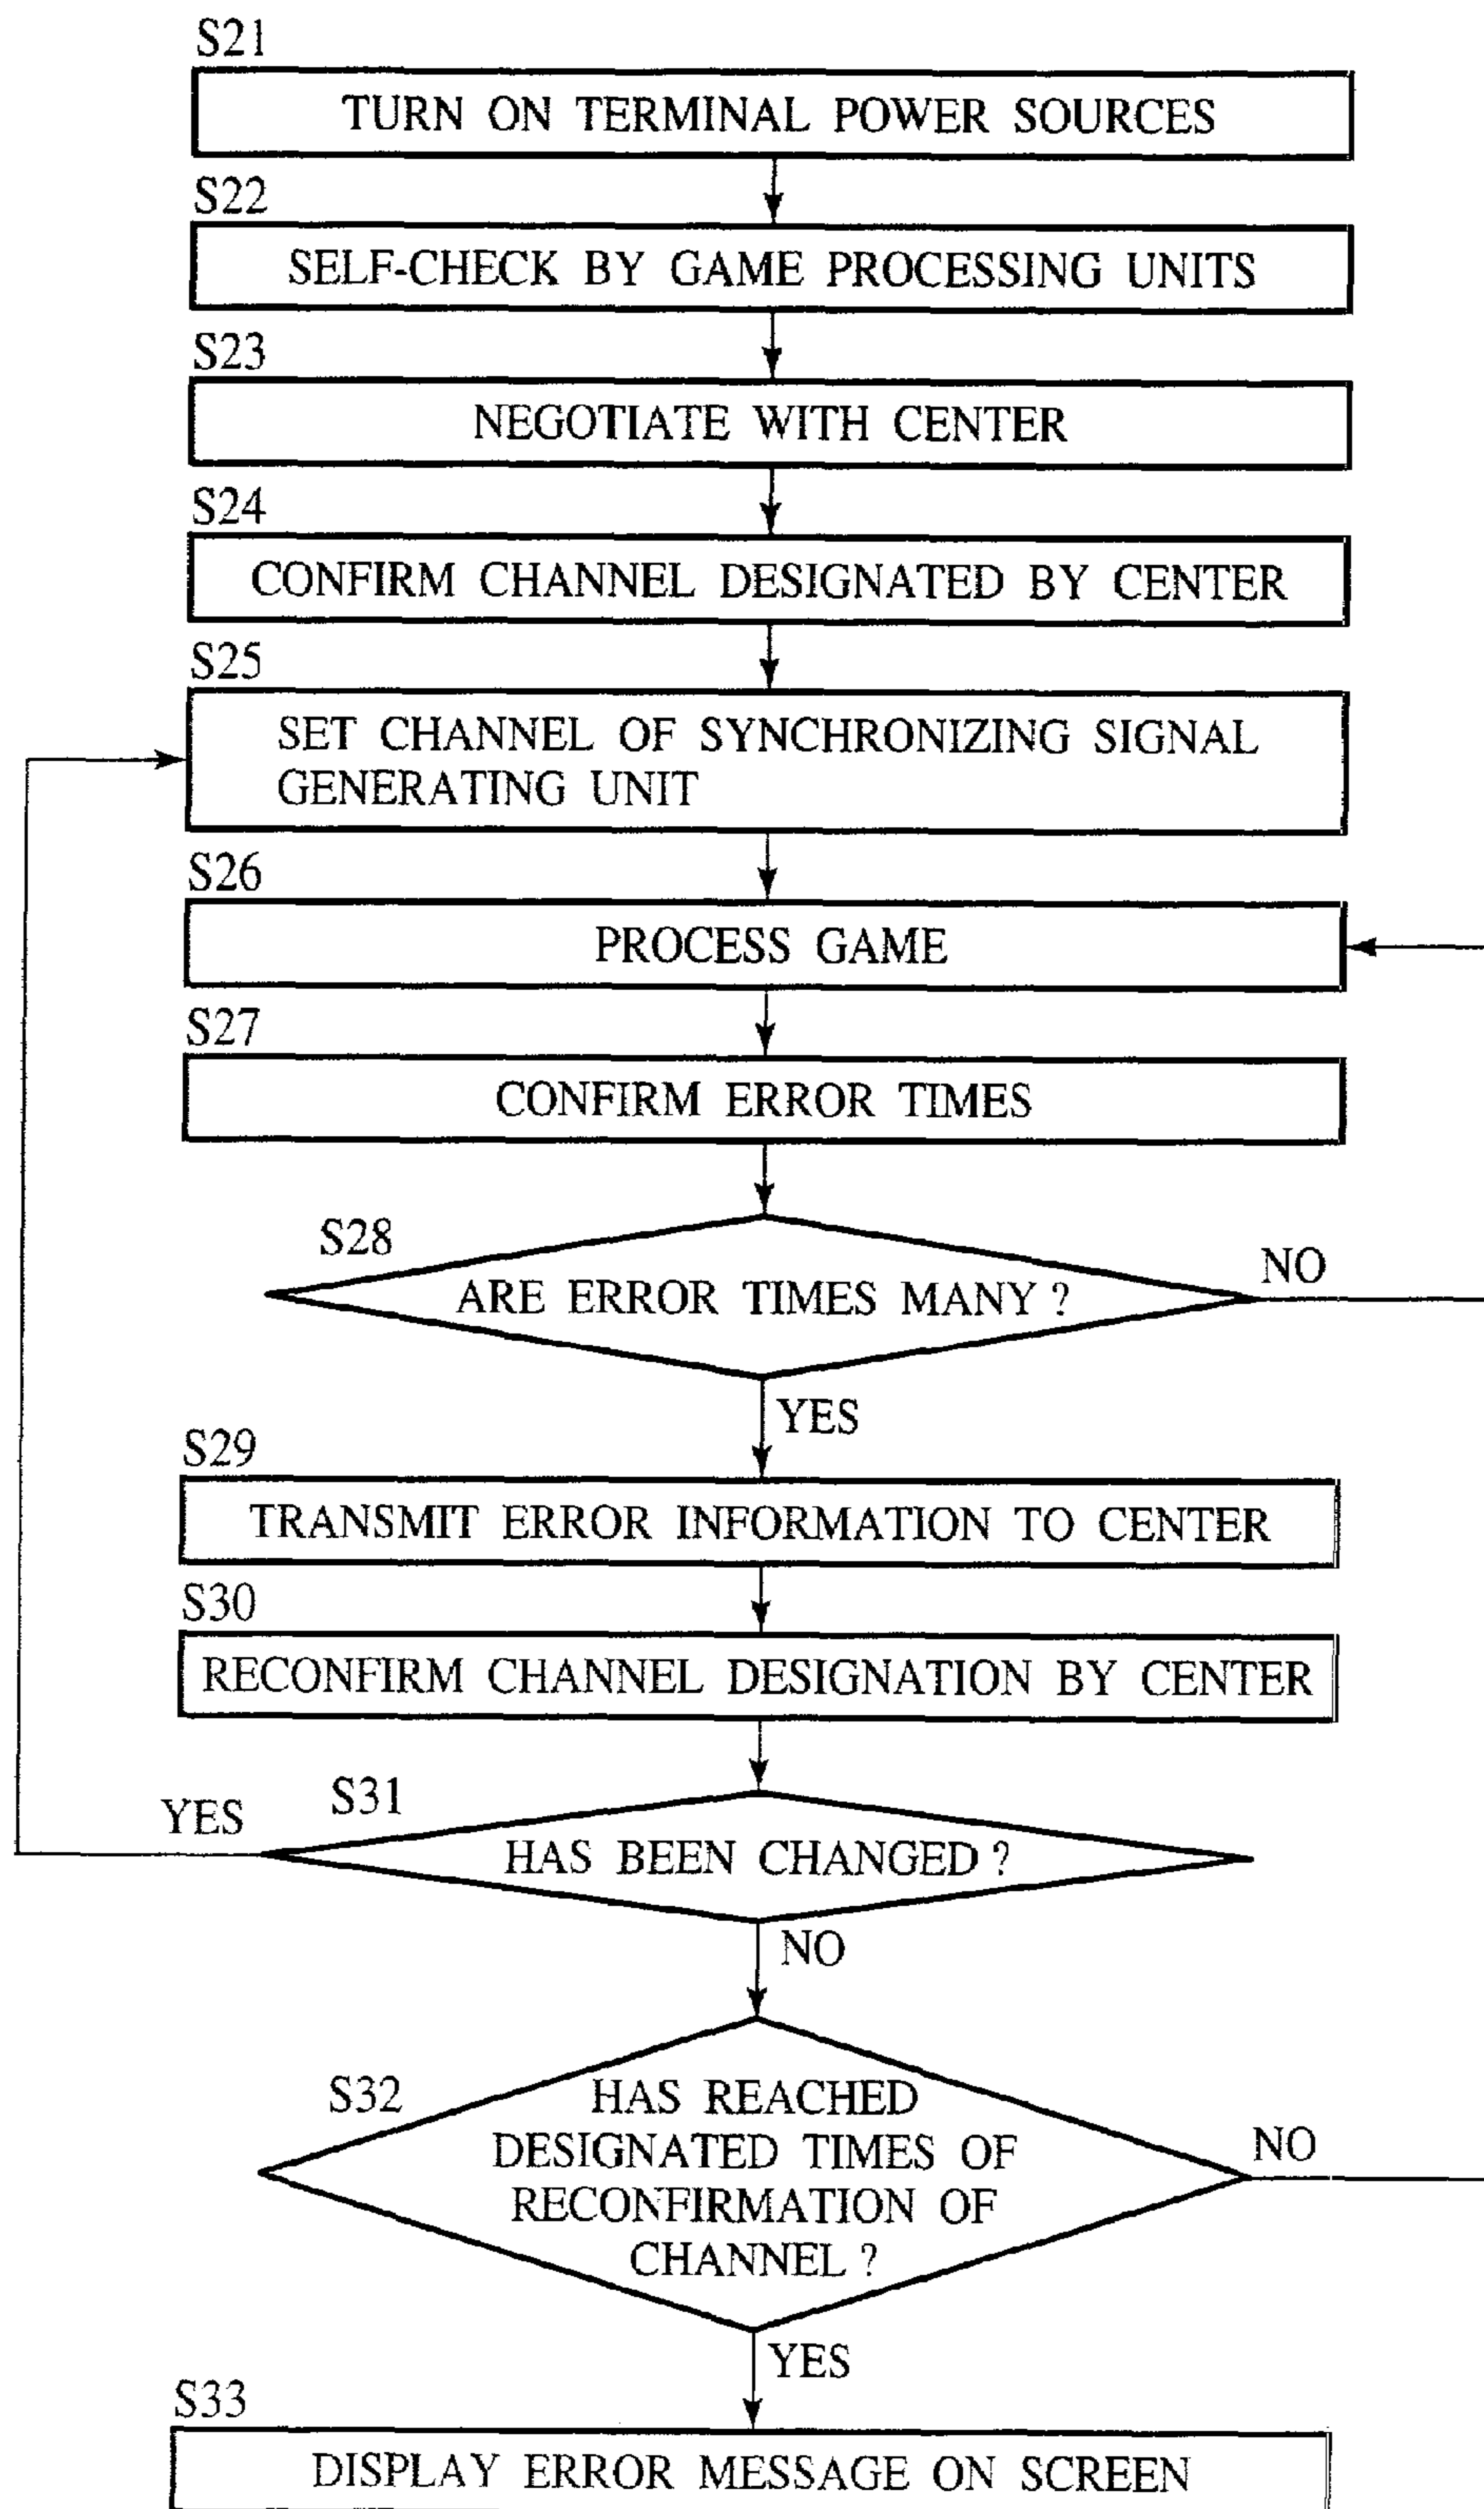 S21
TURN ON TERMINAL POWER SOURCES
S22
SELF-CHECK BY GAME PROCESSING UNITS
S23
NEGOTIATE WITH CENTER
S24
CONFIRM CHANNEL DESIGNATED BY CENTER
S25
SET CHANNEL OF SYNCHRONIZING SIGNAL
GENERATING UNIT
S26
PROCESS GAME
S27
CONFIRM ERROR TIMES
S28
ARE ERROR TIMES MANY ?
NO
YES
S29
TRANSMIT ERROR INFORMATION TO CENTER
S30
RECONFIRM CHANNEL DESIGNATION BY CENTER
S31
YES
HAS BEEN CHANGED ?
NO
S32
HAS REACHED
DESIGNATED TIMES OF
RECONFIRMATION OF
CHANNEL ?
NO
YES
S33
DISPLAY ERROR MESSAGE ON SCREEN